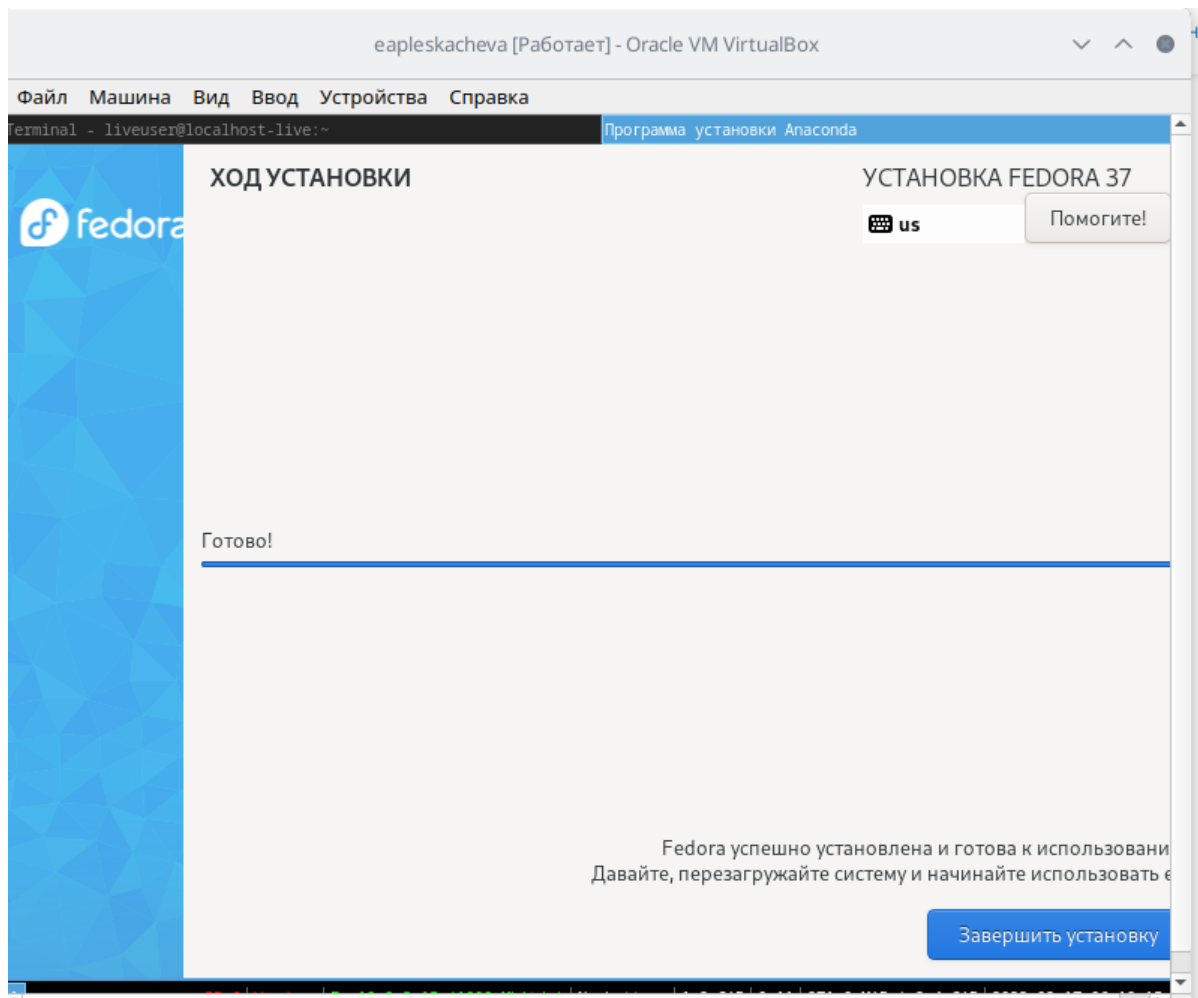 eapleskacheva [Работает] - Oracle VM VirtualBox
Файл Машина Вид Ввод Устройства Справка
Terminal - liveuser@localhost-live:~
Программа установки Anaconda
fedora
ХОД УСТАНОВКИ
УСТАНОВКА FEDORA 37
us
Помогите!
Готово!
Fedora успешно установлена и готова к использовани
Давайте, перезагружайте систему и начинайте использовать е
Завершить установку